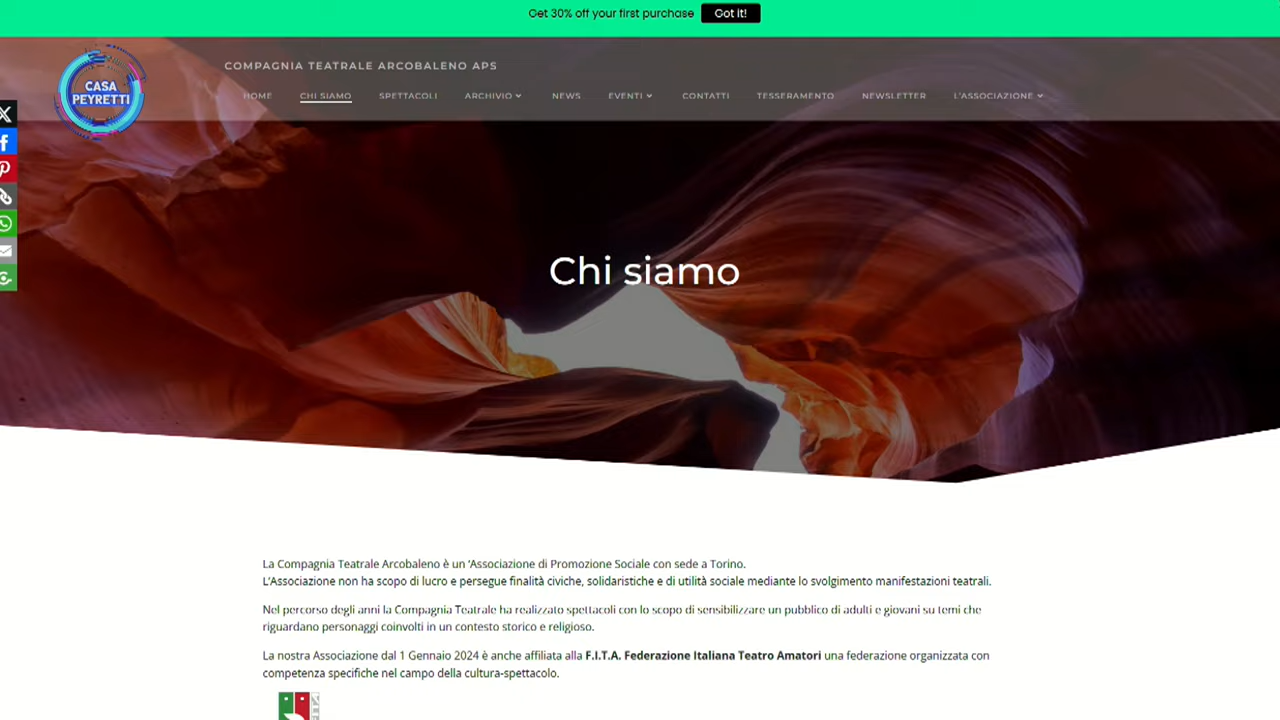 Get 30% off your first purchase Got it!
COMPAGNIA TEATRALE ARCOBALENO APS
CASA PEYRETTI
HOME CHI SIAMO SPETTACOLI ARCHIVIO NEWS EVENTI CONTATTI TESSERAMENTO NEWSLETTER L'ASSOCIAZIONE
Chi siamo
La Compagnia Teatrale Arcobaleno è un 'Associazione di Promozione Sociale con sede a Torino.
L'Associazione non ha scopo di lucro e persegue finalità civiche, solidaristiche e di utilità sociale mediante lo svolgimento manifestazioni teatrali.
Nel percorso degli anni la Compagnia Teatrale ha realizzato spettacoli con lo scopo di sensibilizzare un pubblico di adulti e giovani su temi che
riguardano personaggi coinvolti in un contesto storico e religioso.
La nostra Associazione dal 1 Gennaio 2024 è anche affiliata alla F.I.T.A. Federazione Italiana Teatro Amatori una federazione organizzata con
competenza specifiche nel campo della cultura-spettacolo.